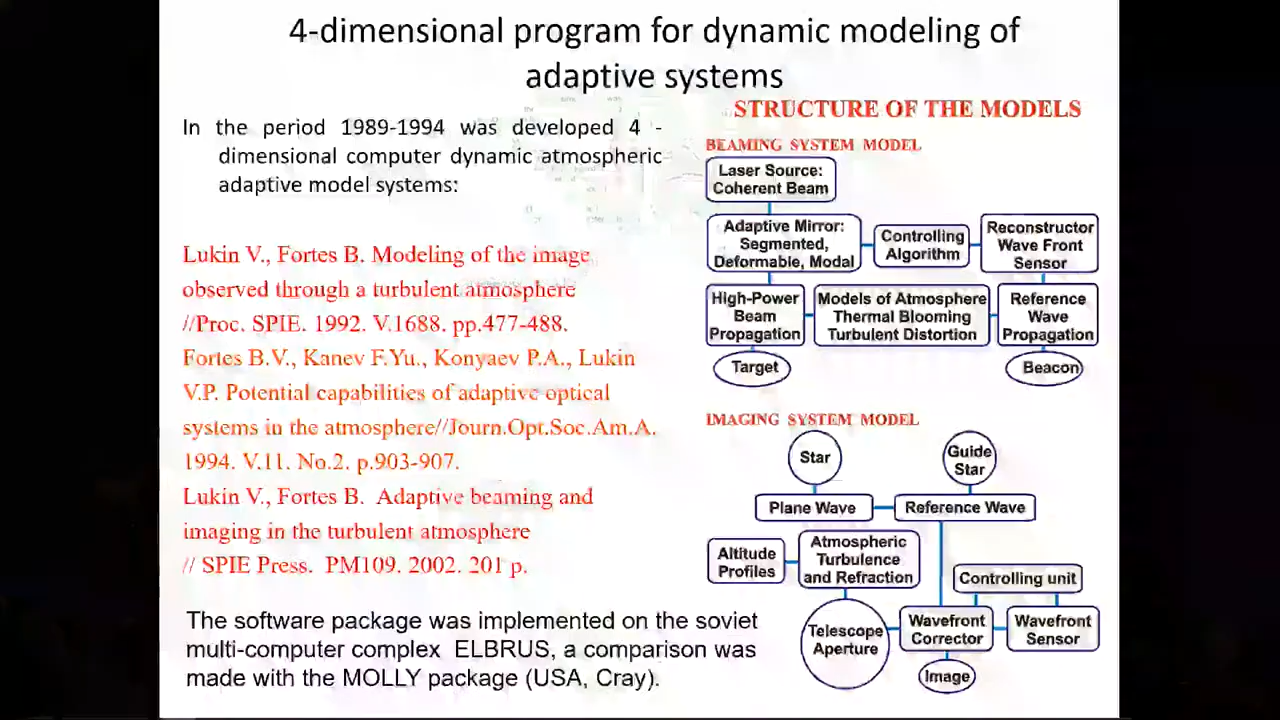 4-dimensional program for dynamic modeling of
adaptive systems
In the period 1989-1994 was developed 4 -
dimensional computer dynamic atmospheric
adaptive model systems:
Lukin V., Fortes B. Modeling of the image
observed through a turbulent atmosphere
//Proc. SPIE. 1992. V.1688. pp.477-488.
Fortes B.V., Kanev F.Yu., Konyaev P.A., Lukin
V.P. Potential capabilities of adaptive optical
systems in the atmosphere//Journ.Opt.Soc.Am.A.
1994. V.11. No.2. p.903-907.
Lukin V., Fortes B. Adaptive beaming and
imaging in the turbulent atmosphere
// SPIE Press. PM109. 2002. 201 p.
The software package was implemented on the soviet
multi-computer complex ELBRUS, a comparison was
made with the MOLLY package (USA, Cray).
STRUCTURE OF THE MODELS
BEAMING SYSTEM MODEL
Laser Source:
Coherent Beam
Adaptive Mirror:
Segmented,
Deformable, Modal
Controlling
Algorithm
Reconstructor
Wave Front
Sensor
High-Power
Beam
Propagation
Models of Atmosphere
Thermal Blooming
Turbulent Distortion
Reference
Wave
Propagation
Target
Beacon
IMAGING SYSTEM MODEL
Star
Guide
Star
Plane Wave
Reference Wave
Altitude
Profiles
Atmospheric
Turbulence
and Refraction
Controlling unit
Telescope
Aperture
Wavefront
Corrector
Wavefront
Sensor
Image